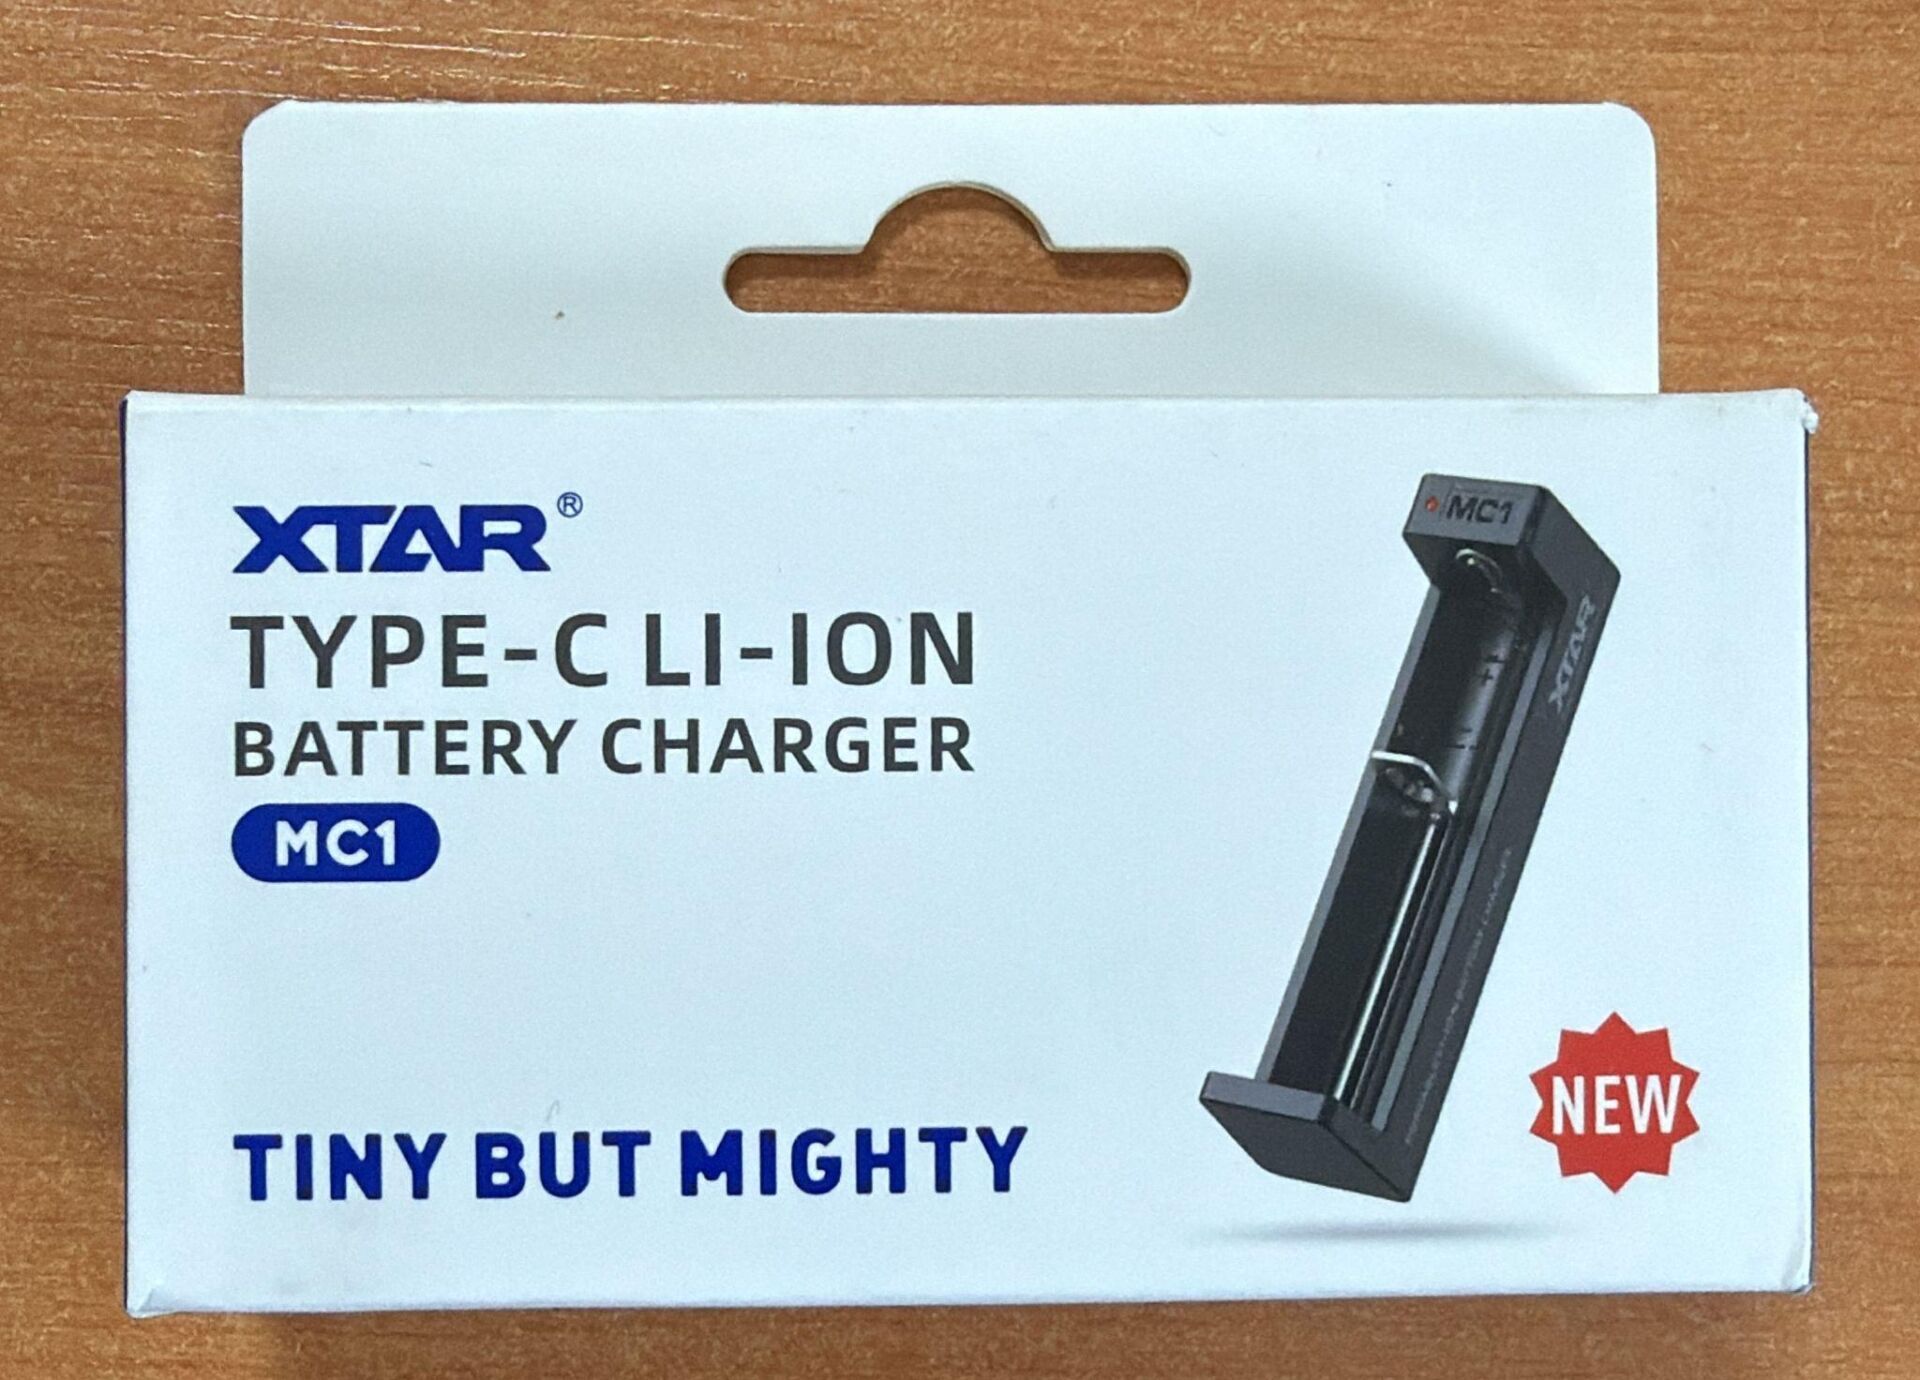 XTAR®
TYPE-C LI-ION
BATTERY CHARGER
MC1
TINY BUT MIGHTY
MC1
XTAR
NEW